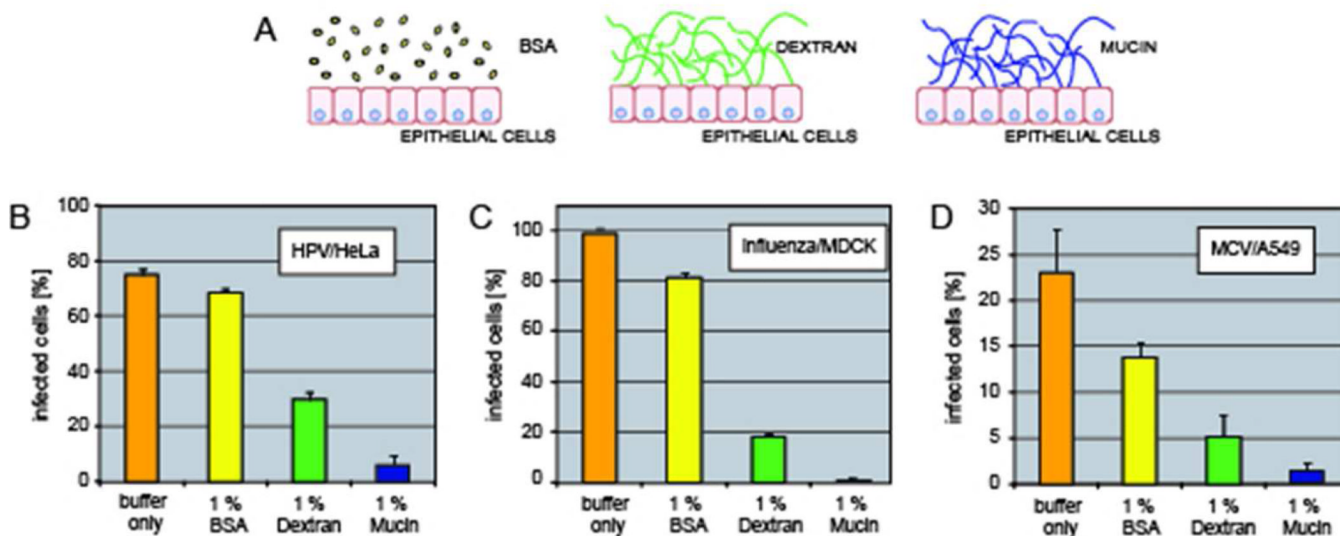 A
BSA
EPITHELIAL CELLS
DEXTRAN
EPITHELIAL CELLS
MUCIN
EPITHELIAL CELLS
B
HPV/HeLa
infected cells [%]
100
80
60
40
20
0
buffer only
1 % BSA
1 % Dextran
1 % Mucin
C
Influenza/MDCK
infected cells [%]
100
80
60
40
20
0
buffer only
1 % BSA
1 % Dextran
1 % Mucin
D
MCV/A549
infected cells [%]
30
25
20
15
10
5
0
buffer only
1 % BSA
1 % Dextran
1 % Mucin